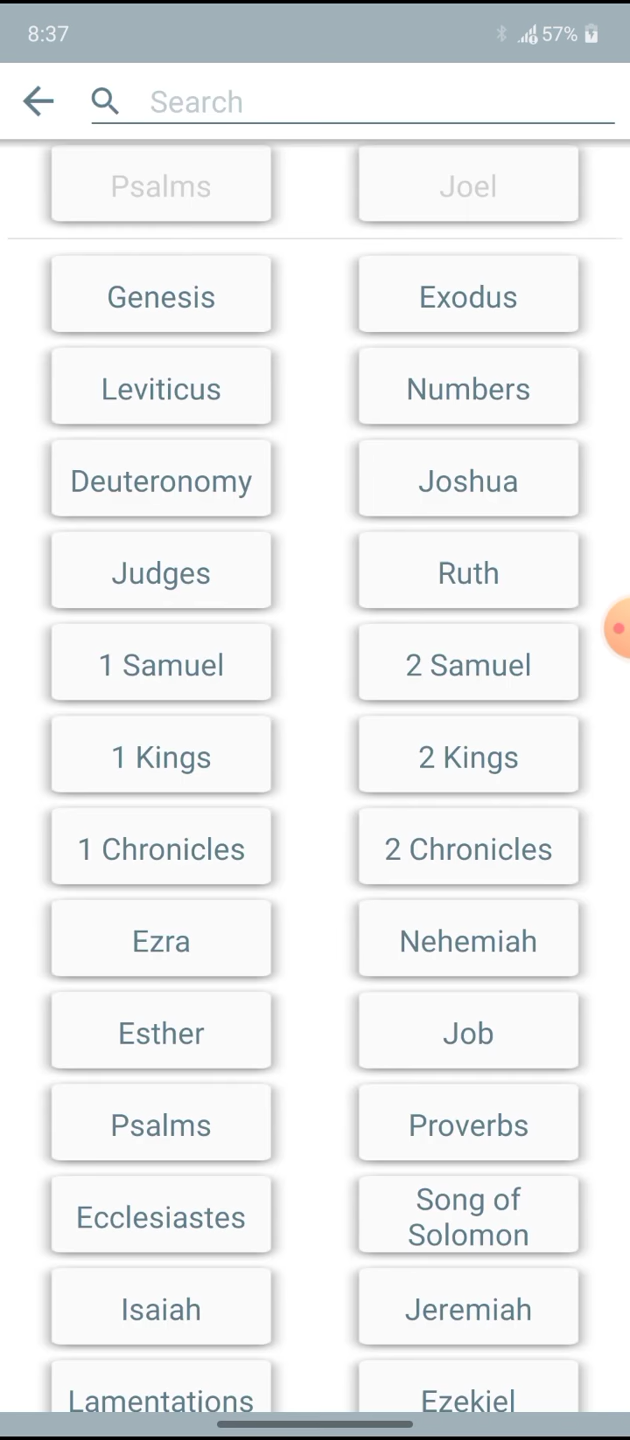 8:37
57%
Search
Psalms
Joel
Genesis
Exodus
Leviticus
Numbers
Deuteronomy
Joshua
Judges
Ruth
1 Samuel
2 Samuel
1 Kings
2 Kings
1 Chronicles
2 Chronicles
Ezra
Nehemiah
Esther
Job
Psalms
Proverbs
Ecclesiastes
Song of
Solomon
Isaiah
Jeremiah
Lamentations
Ezekiel